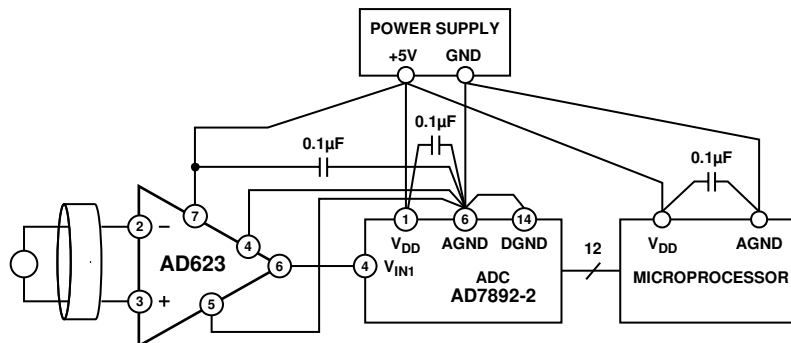 POWER SUPPLY
+5V GND
0.1µF
0.1µF
0.1µF
7
2 –
4
1
6
14
AD623
V_DD AGND DGND
V_DD AGND
6
4 V_IN1
12
ADC
AD7892-2
MICROPROCESSOR
3 +
5